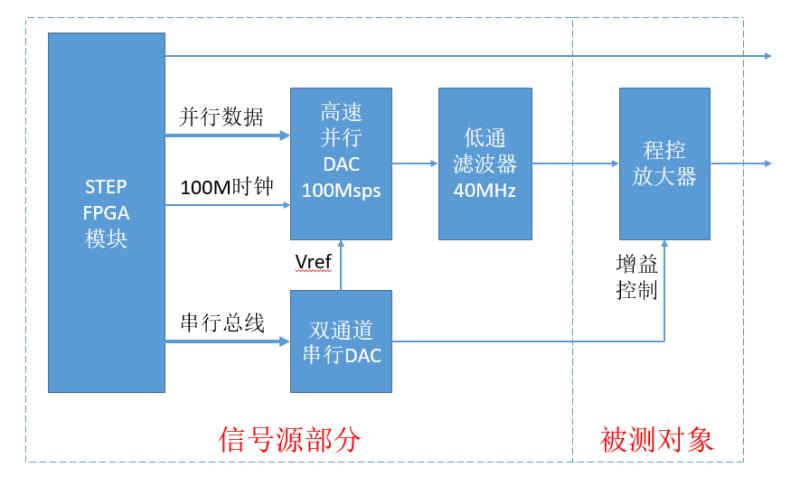 STEP
FPGA
模块
并行数据
100M时钟
串行总线
高速
并行
DAC
100Msps
Vref
双通道
串行DAC
低通
滤波器
40MHz
程控
放大器
增益
控制
信号源部分
被测对象